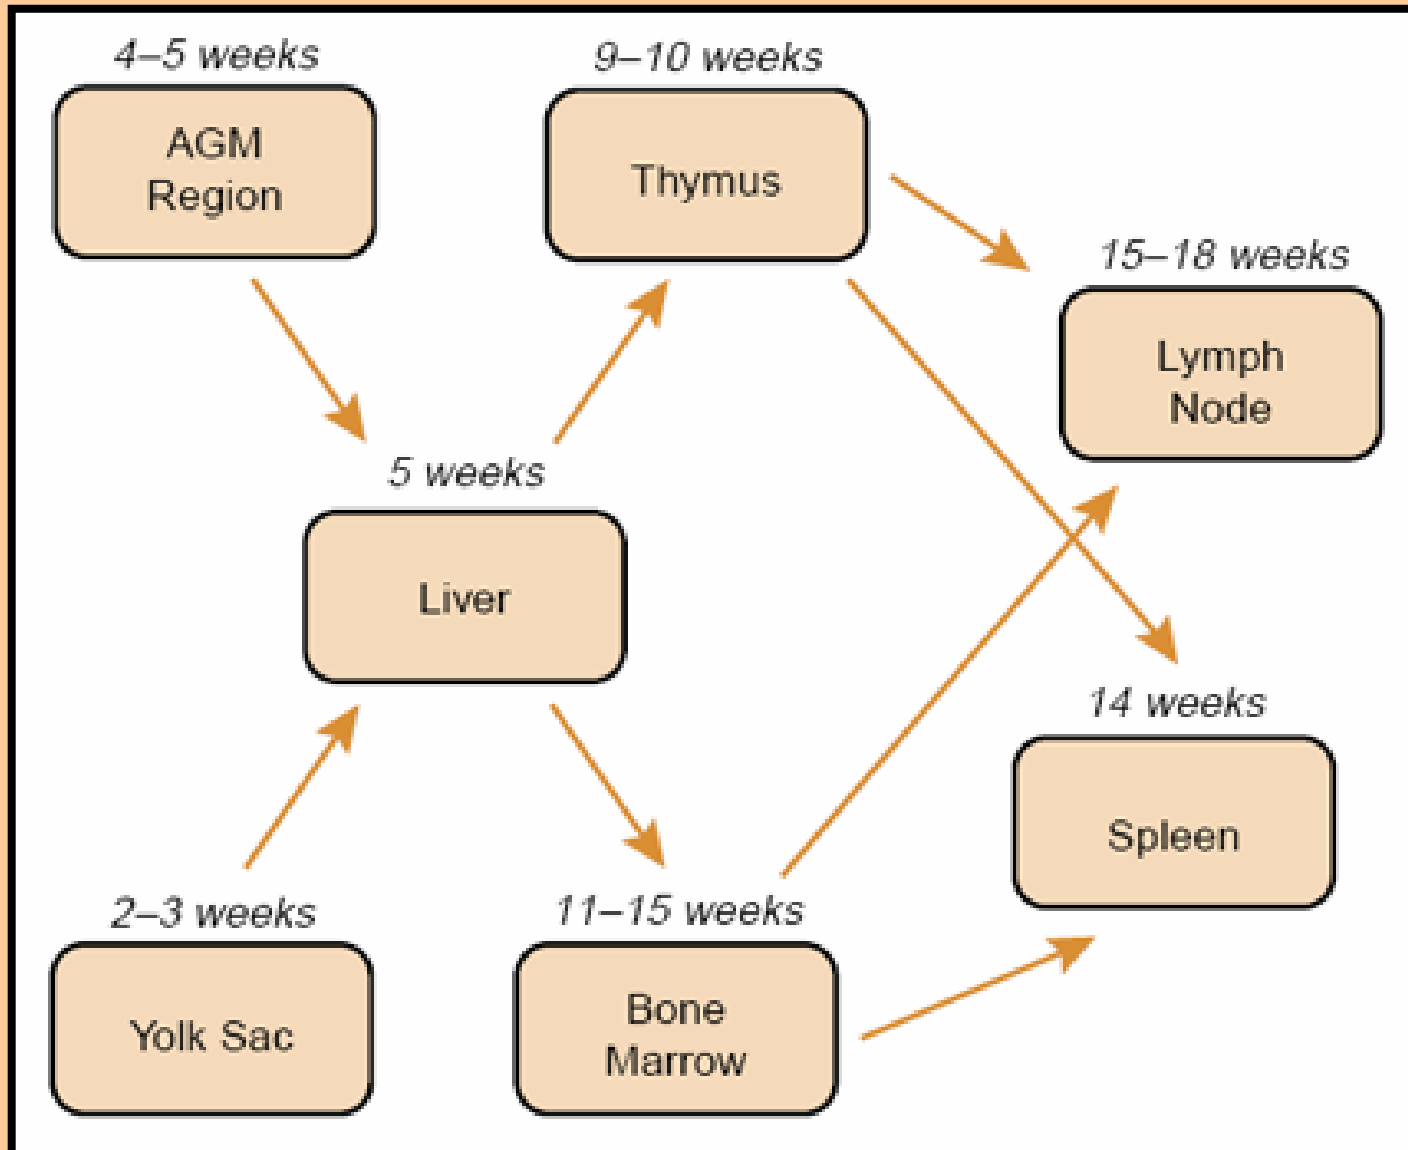 4–5 weeks
AGM
Region
9–10 weeks
Thymus
15–18 weeks
Lymph
Node
5 weeks
Liver
14 weeks
Spleen
2–3 weeks
Yolk Sac
11–15 weeks
Bone
Marrow